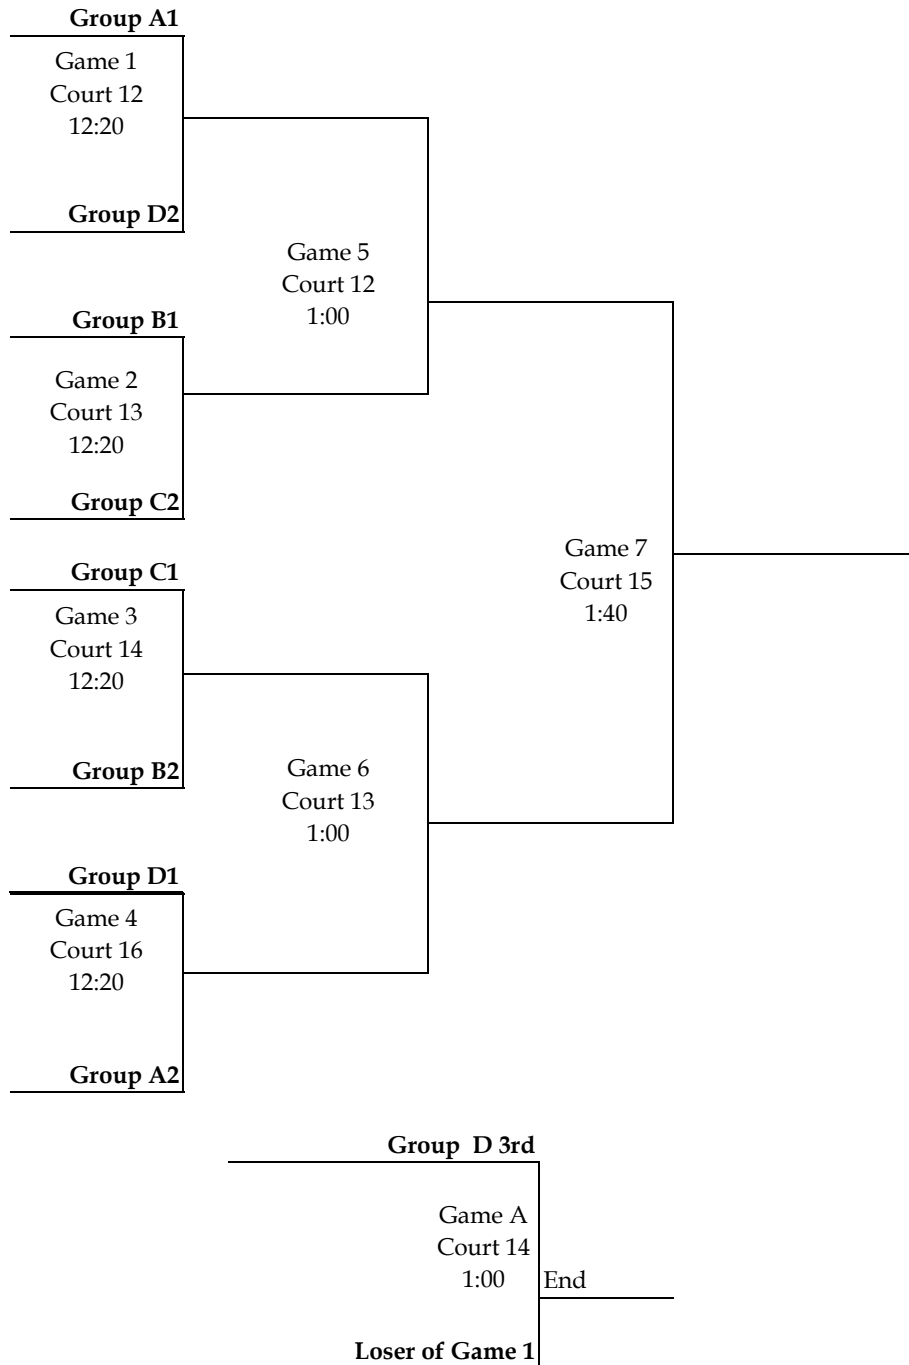 Group A1
Game 1
Court 12
12:20
Group D2
Game 5
Court 12
1:00
Group B1
Game 2
Court 13
12:20
Group C2
Game 7
Court 15
1:40
Group C1
Game 3
Court 14
12:20
Group B2
Game 6
Court 13
1:00
Group D1
Game 4
Court 16
12:20
Group A2
Group  D 3rd
Game A
Court 14
1:00
End
Loser of Game 1